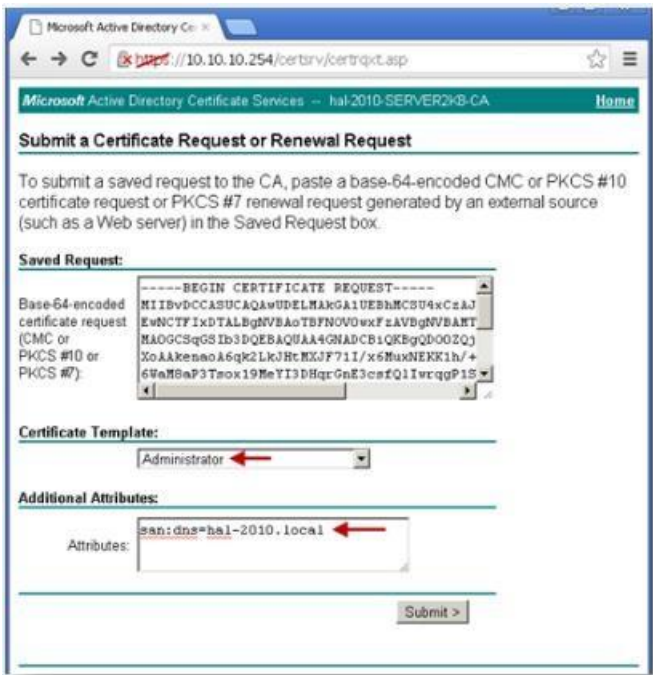 Microsoft Active Directory Ce
https://10.10.10.254/certsrv/certrqxt.asp
Microsoft Active Directory Certificate Services -- hal-2010-SERVER2K8-CA Home
Submit a Certificate Request or Renewal Request
To submit a saved request to the CA, paste a base-64-encoded CMC or PKCS #10
certificate request or PKCS #7 renewal request generated by an external source
(such as a Web server) in the Saved Request box.
Saved Request:
Base-64-encoded
certificate request
(CMC or
PKCS #10 or
PKCS #7):
-----BEGIN CERTIFICATE REQUEST-----
Certificate Template:
Administrator
Additional Attributes:
Attributes:
san:dns=hal-2010.local
Submit >